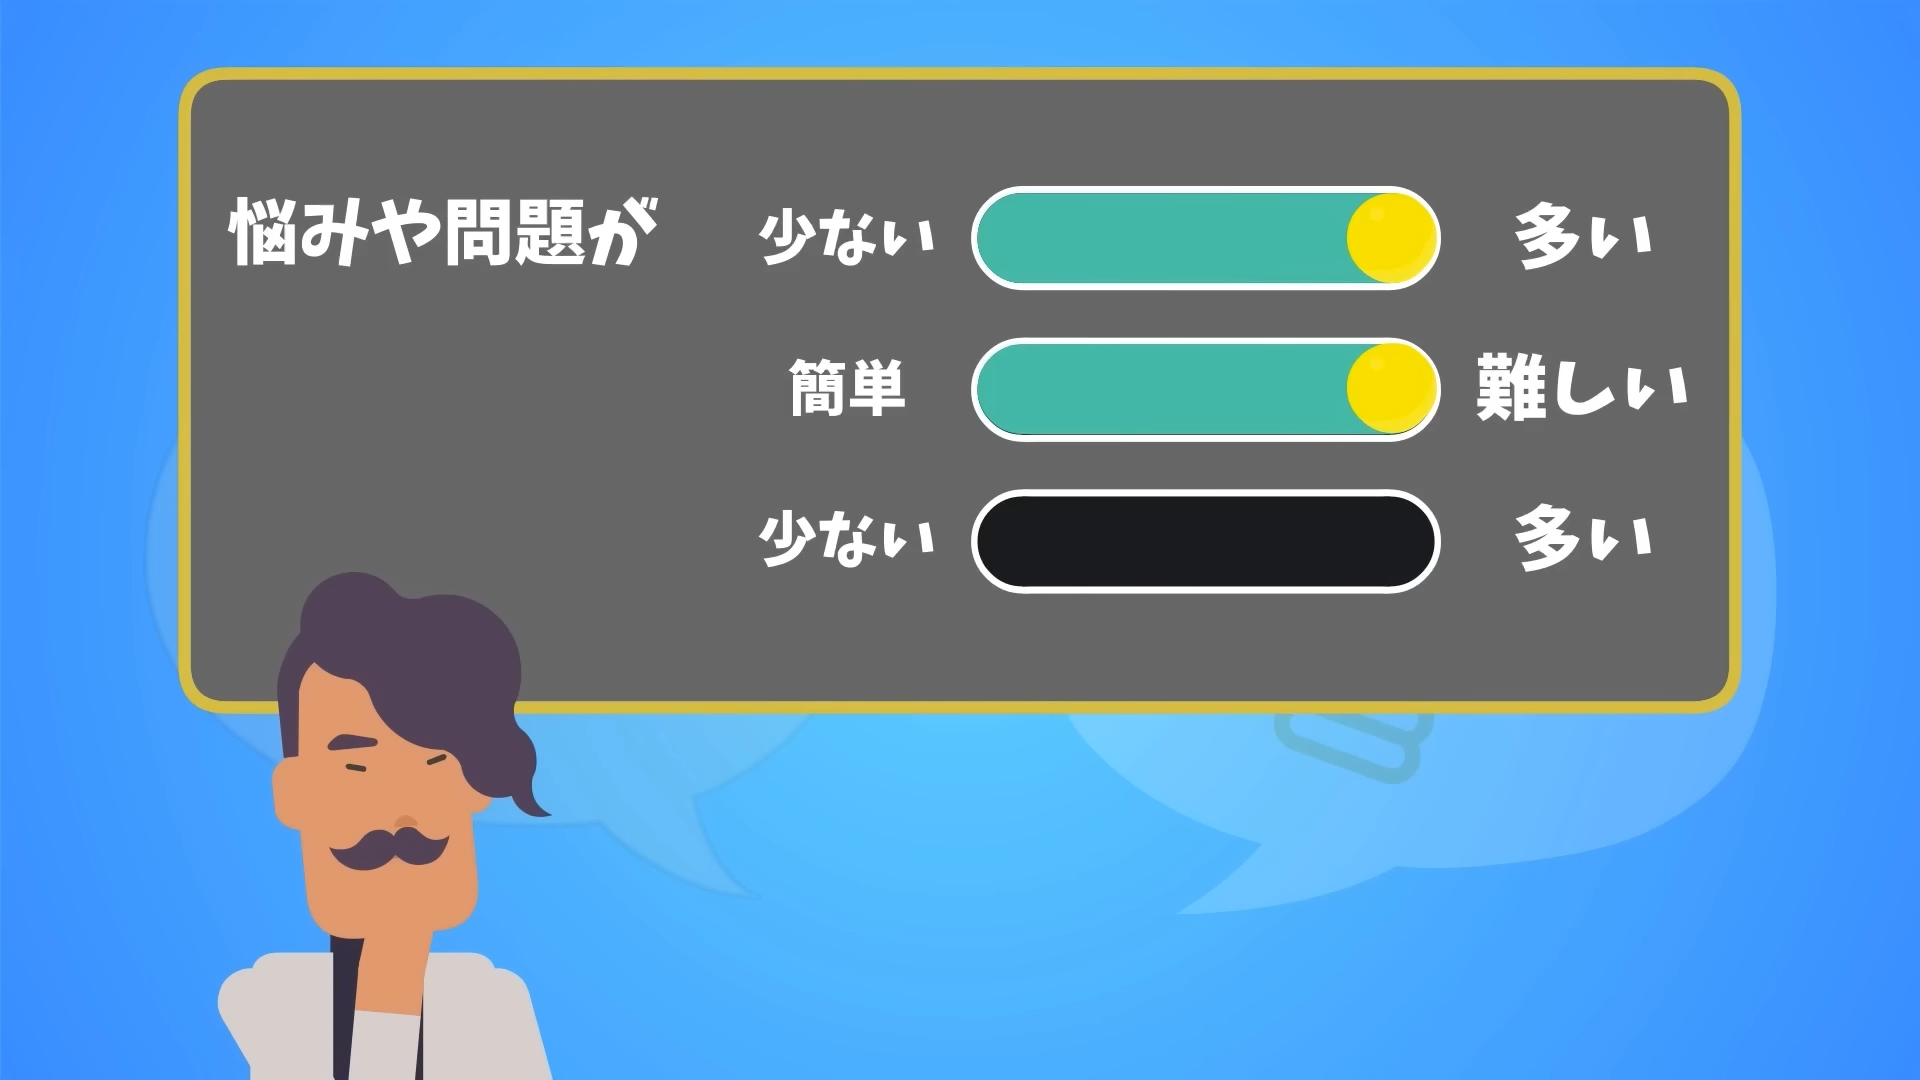 悩みや問題が 少ない 多い
簡単 難しい
少ない 多い